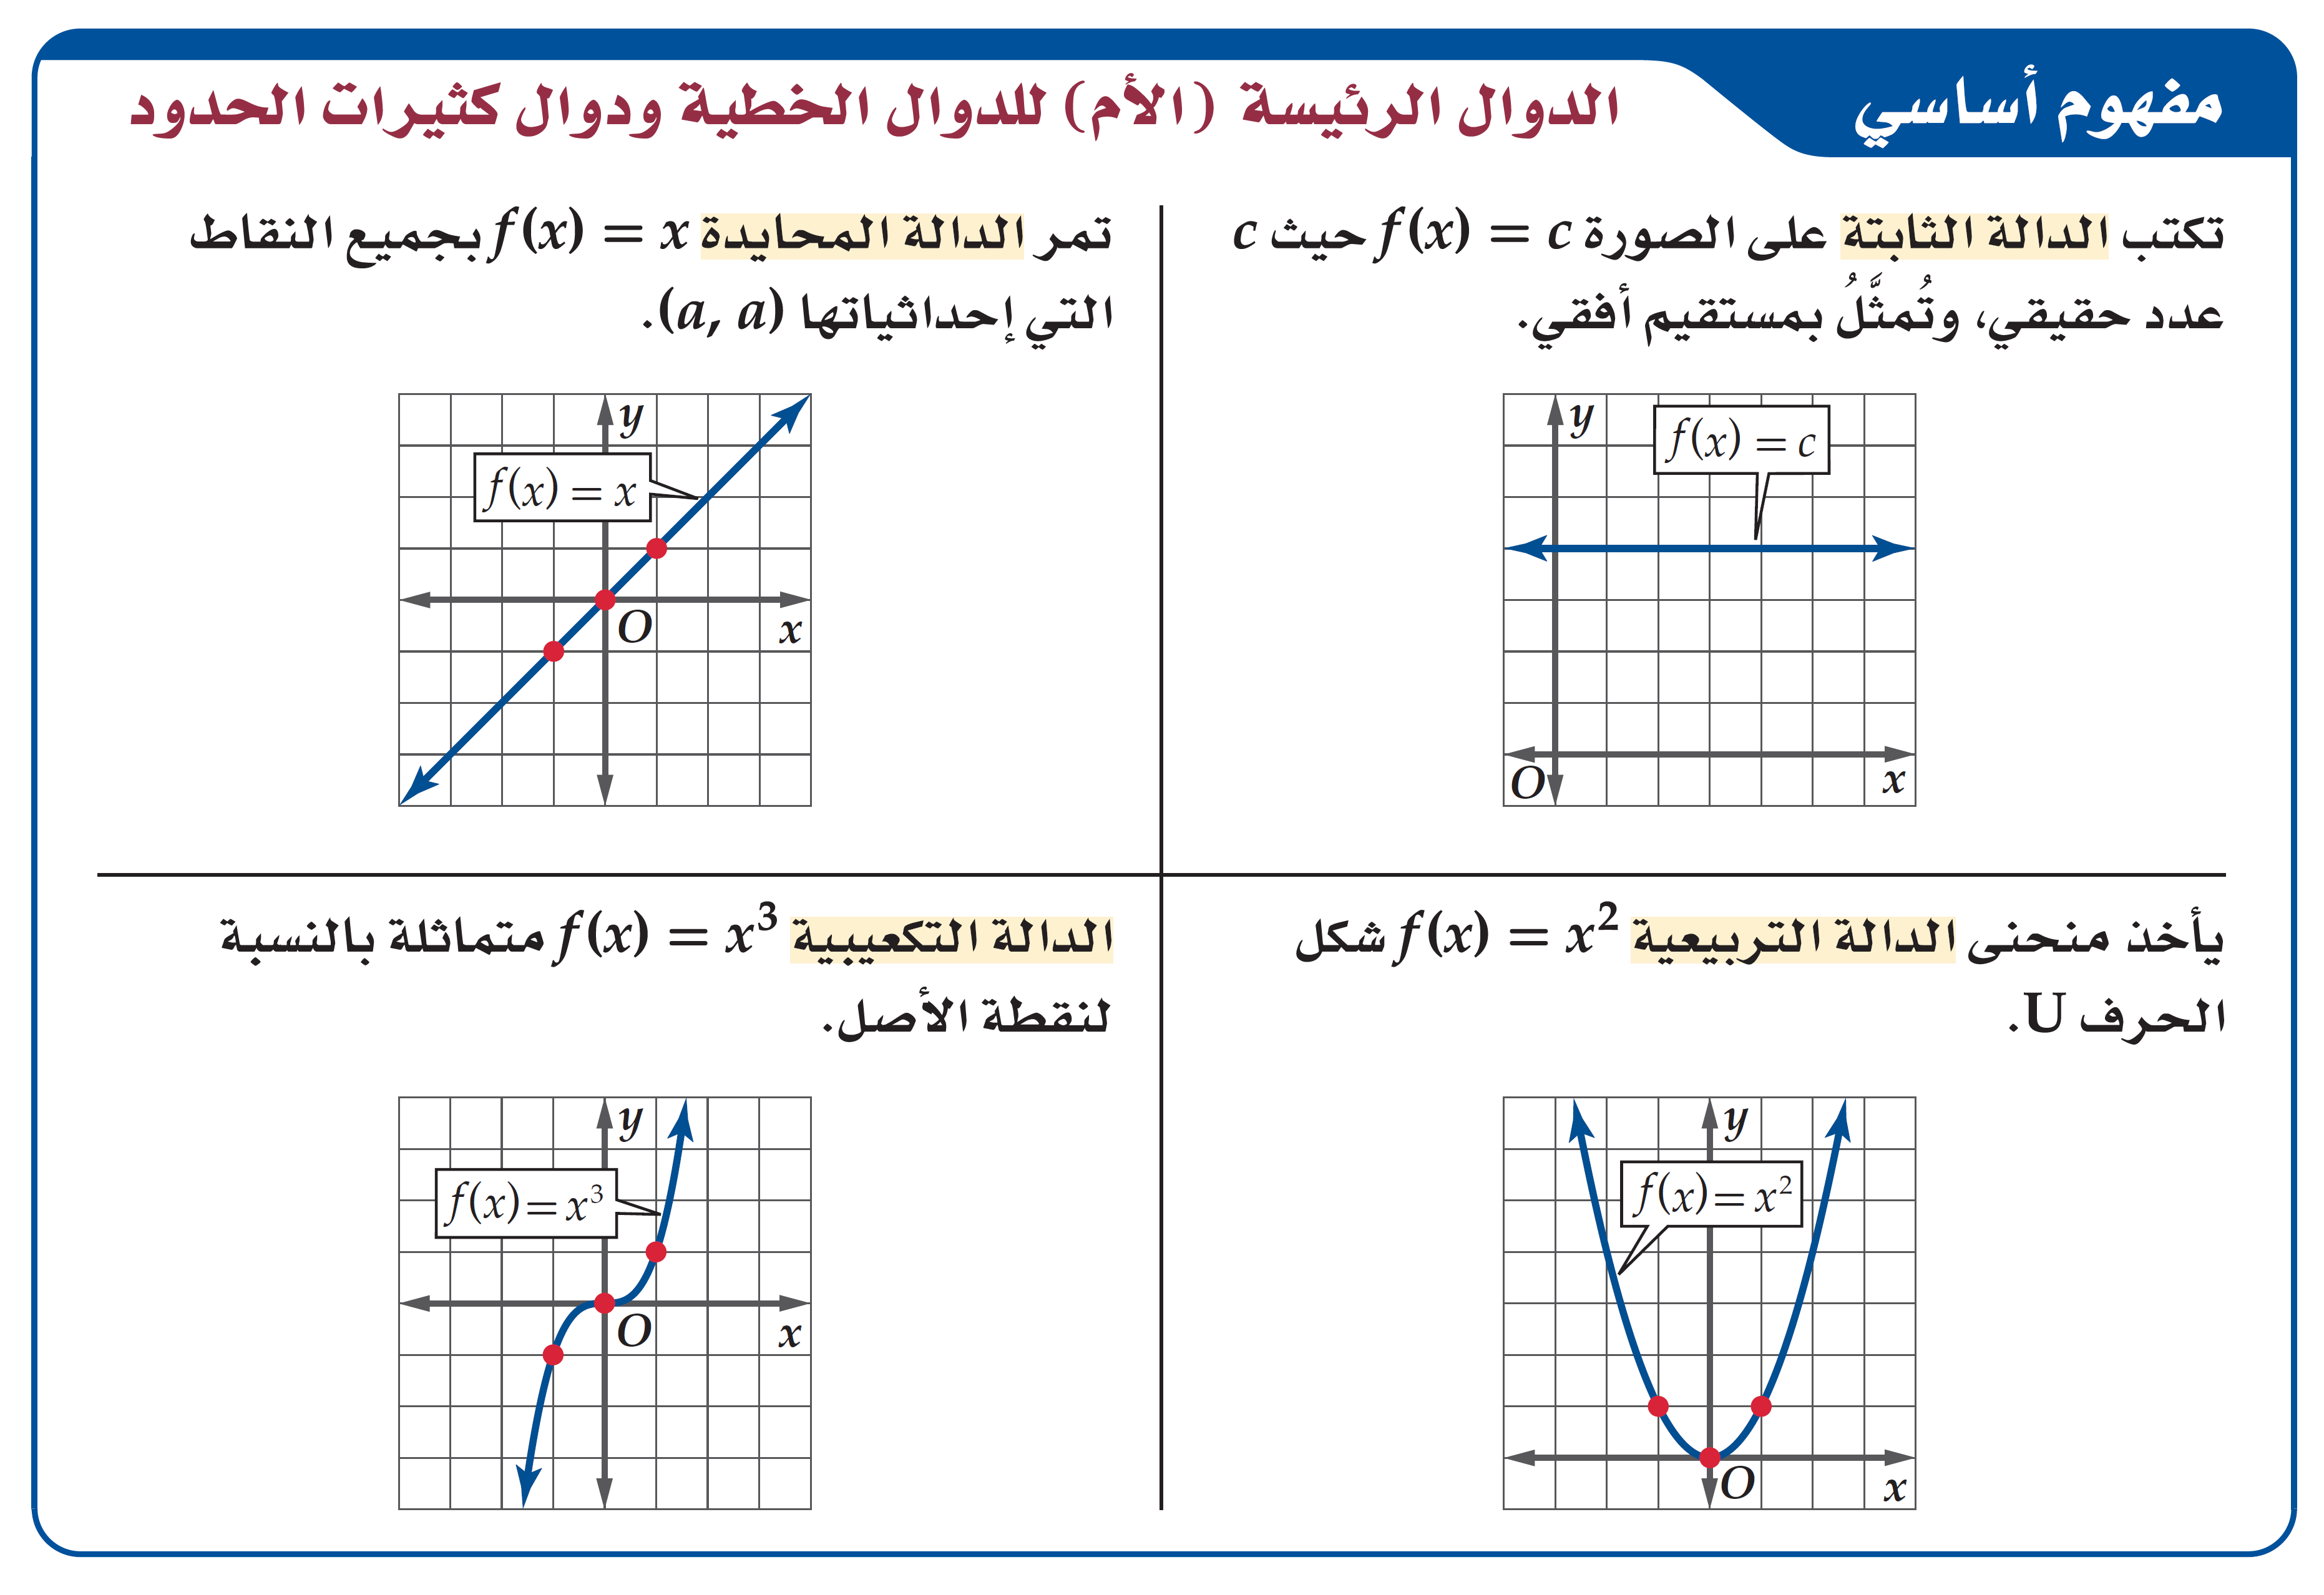 مفهوم أساسي
الدوال الرئيسة (الأم) للدوال الخطية ودوال كثيرات الحدود
تكتب الدالة الثابتة على الصورة f(x) = c حيث c
عدد حقيقي، وتُمثَّلُ بمستقيم أفقي.
y
f(x) = c
O
x
تمر الدالة المحايدة f(x) = x بجميع النقاط
التي إحداثياتها (a, a).
y
f(x) = x
O
x
يأخذ منحنى الدالة التربيعية f(x) = x² شكل
الحرف U.
y
f(x) = x²
O
x
الدالة التكعيبية f(x) = x³ متماثلة بالنسبة
لنقطة الأصل.
y
f(x) = x³
O
x